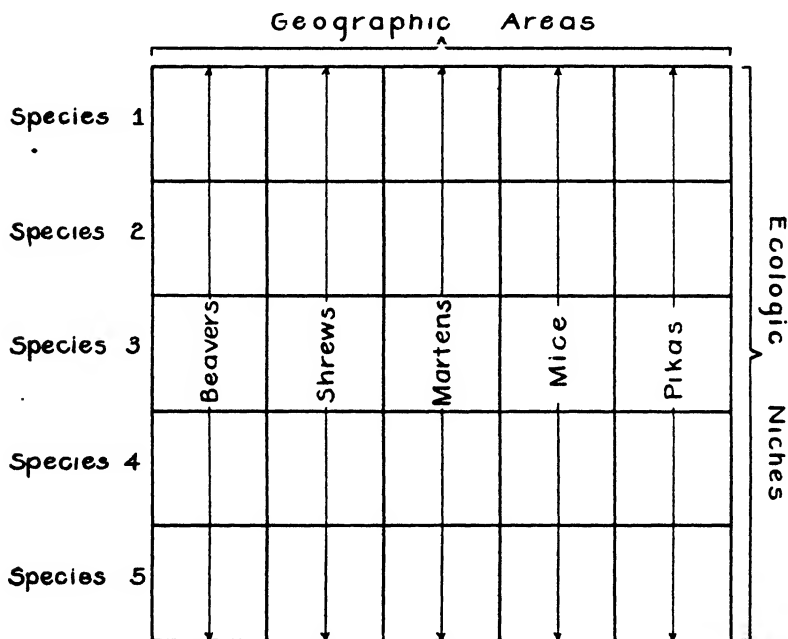 Geographic Areas
Species 1
Species 2
Species 3
Species 4
Species 5
Beavers
Shrews
Martens
Mice
Pikas
Ecologic Niches